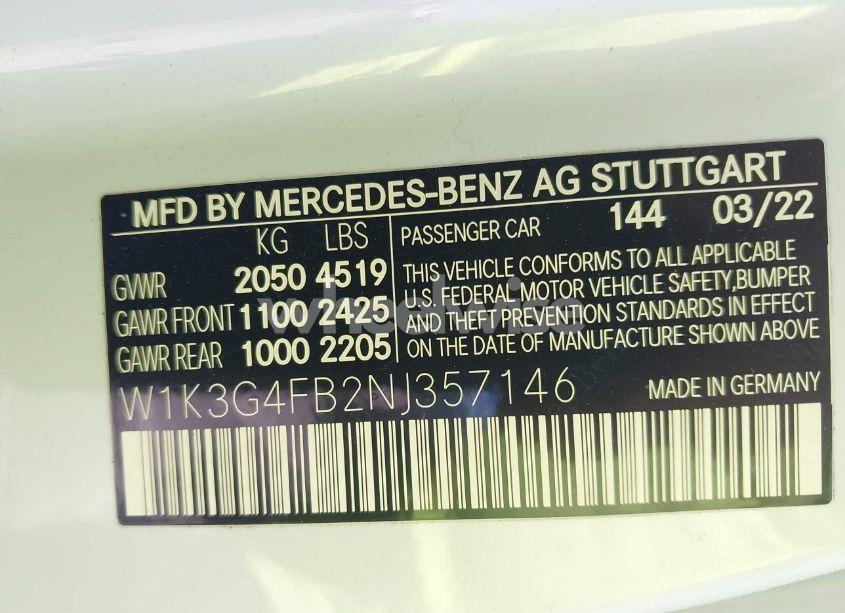 MFD BY MERCEDES-BENZ AG STUTTGART
KG LBS PASSENGER CAR 144 03/22
GVWR 2050 4519
GAWR FRONT 1100 2425
GAWR REAR 1000 2205
THIS VEHICLE CONFORMS TO ALL APPLICABLE
U.S. FEDERAL MOTOR VEHICLE SAFETY,BUMPER
AND THEFT PREVENTION STANDARDS IN EFFECT
ON THE DATE OF MANUFACTURE SHOWN ABOVE
W1K3G4FB2NJ357146 MADE IN GERMANY